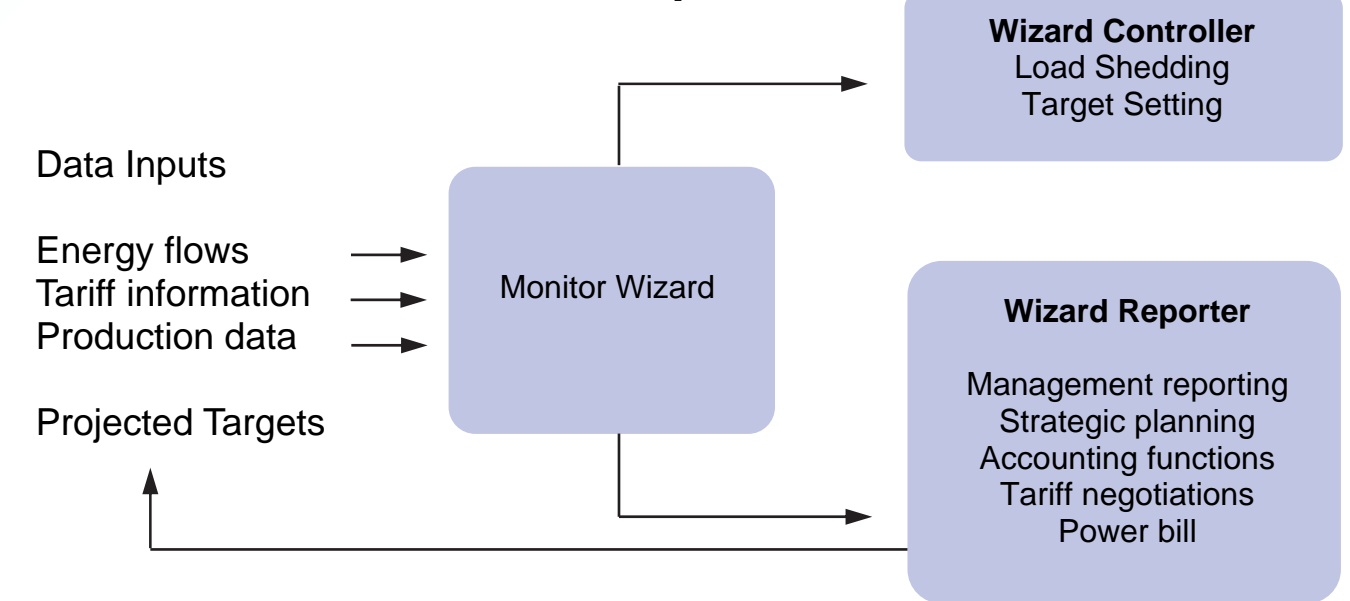 Wizard Controller
Load Shedding
Target Setting
Data Inputs
Energy flows
Tariff information
Production data
Projected Targets
Monitor Wizard
Wizard Reporter
Management reporting
Strategic planning
Accounting functions
Tariff negotiations
Power bill